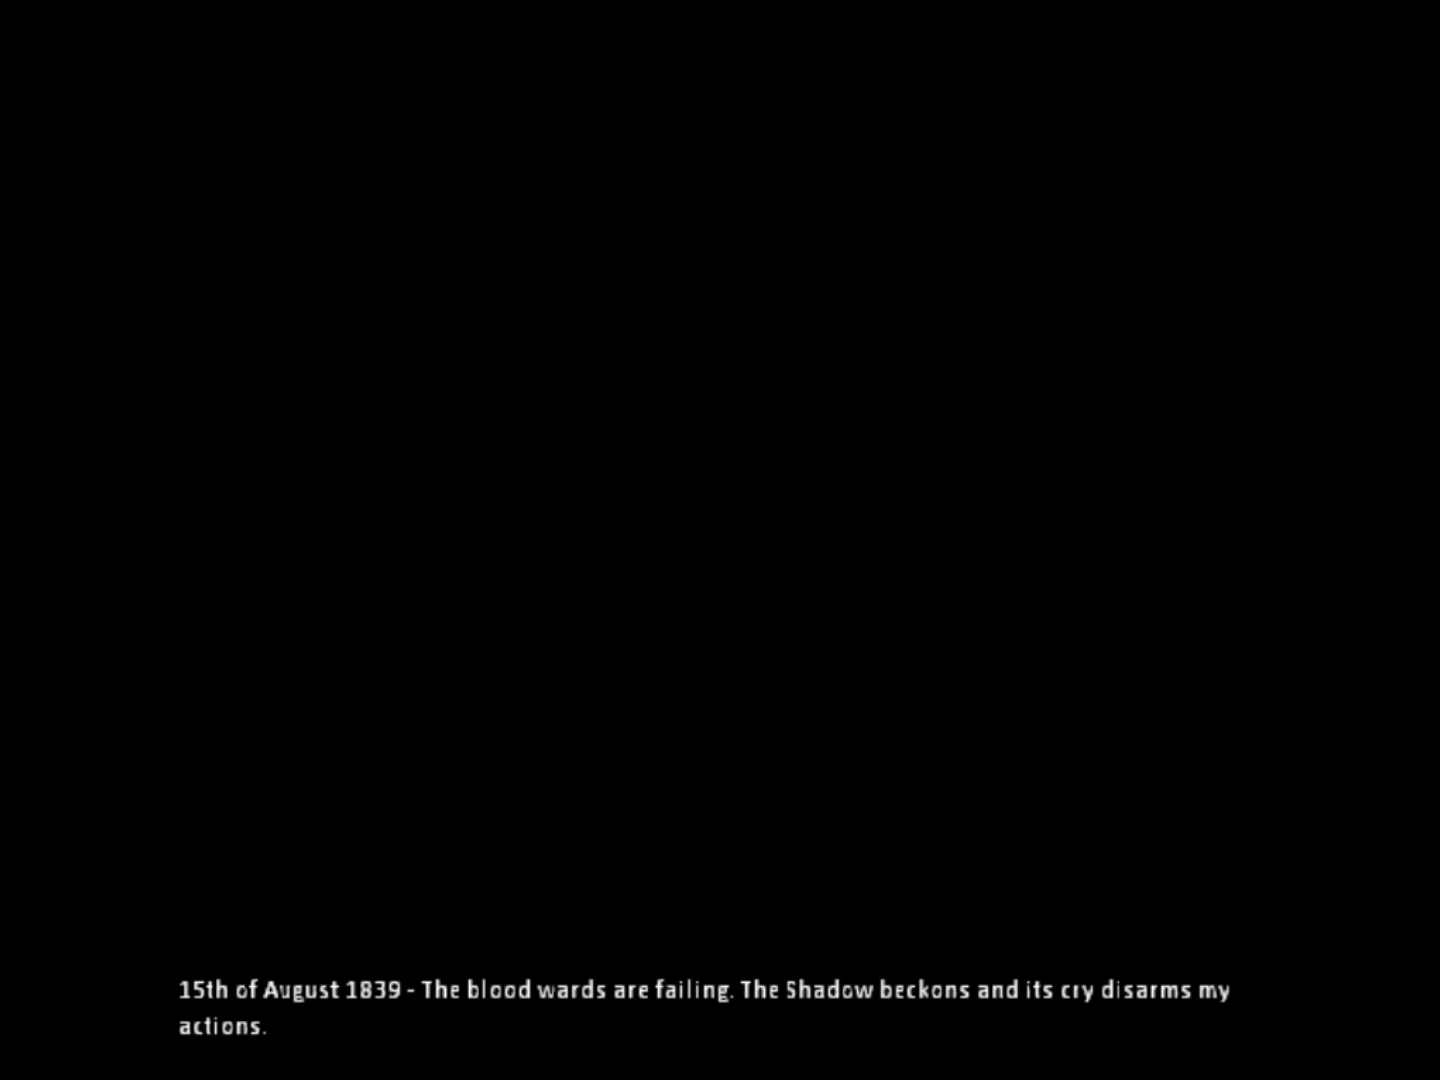 15th of August 1839 - The blood wards are failing. The Shadow beckons and its cry disarms my
actions.